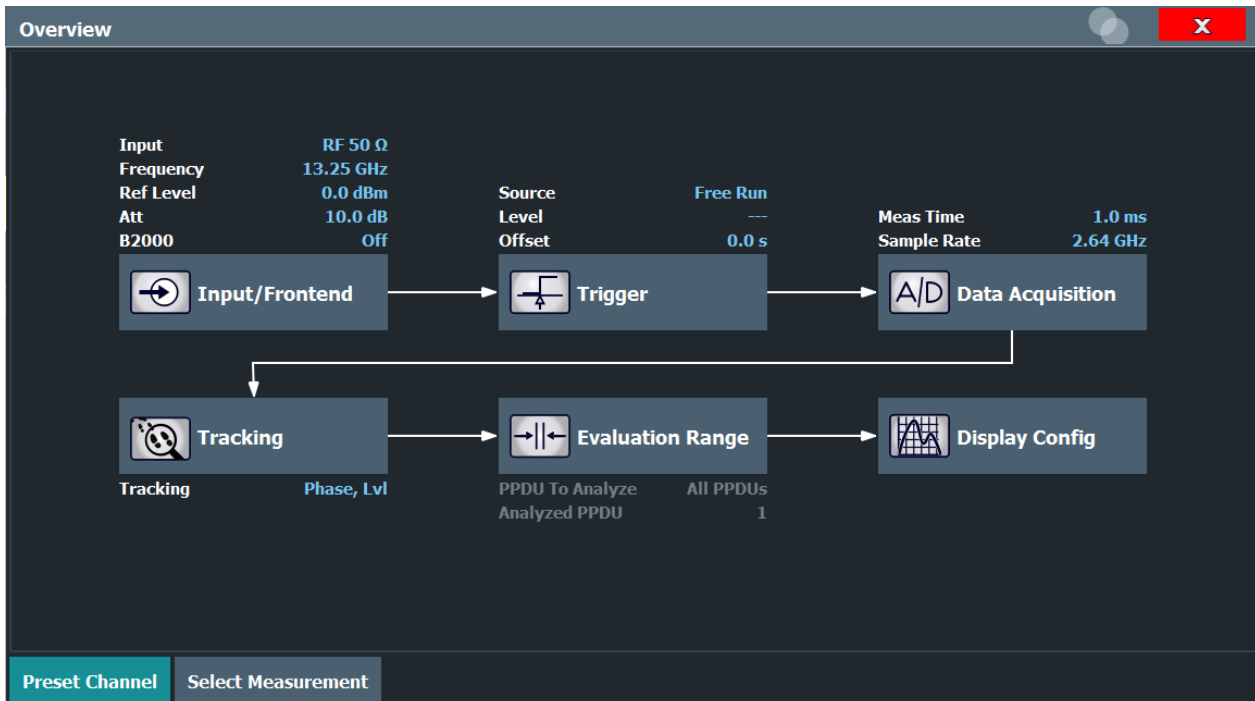 Overview X
Input RF 50 Ω
Frequency 13.25 GHz
Ref Level 0.0 dBm
Att 10.0 dB
B2000 Off
Source Free Run
Level ---
Offset 0.0 s
Meas Time 1.0 ms
Sample Rate 2.64 GHz
Input/Frontend
Trigger
A/D Data Acquisition
Tracking
Evaluation Range
Display Config
Tracking Phase, Lvl
PPDU To Analyze All PPDUs
Analyzed PPDU 1
Preset Channel
Select Measurement